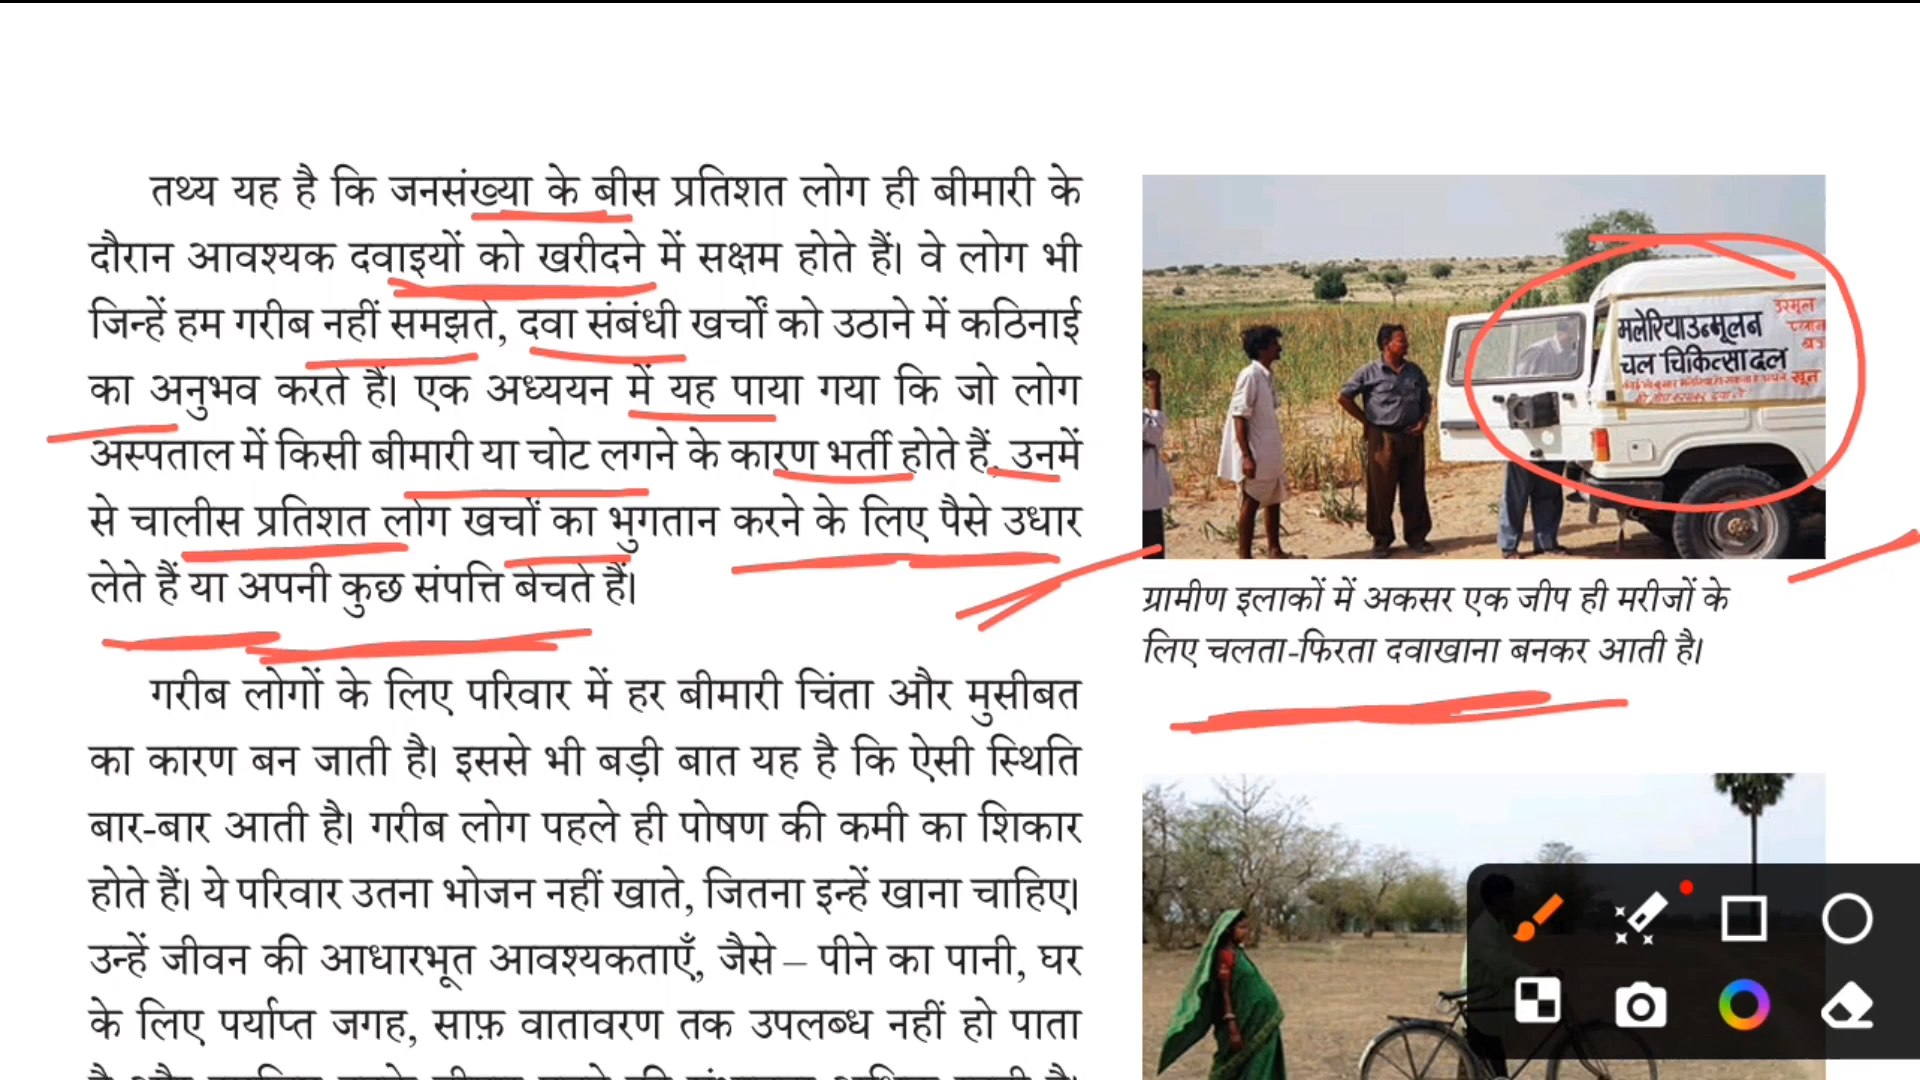 तथ्य यह है कि जनसंख्या के बीस प्रतिशत लोग ही बीमारी के
दौरान आवश्यक दवाइयों को खरीदने में सक्षम होते हैं। वे लोग भी
जिन्हें हम गरीब नहीं समझते, दवा संबंधी खर्चों को उठाने में कठिनाई
का अनुभव करते हैं। एक अध्ययन में यह पाया गया कि जो लोग
अस्पताल में किसी बीमारी या चोट लगने के कारण भर्ती होते हैं, उनमें
से चालीस प्रतिशत लोग खर्चों का भुगतान करने के लिए पैसे उधार
लेते हैं या अपनी कुछ संपत्ति बेचते हैं।
गरीब लोगों के लिए परिवार में हर बीमारी चिंता और मुसीबत
का कारण बन जाती है। इससे भी बड़ी बात यह है कि ऐसी स्थिति
बार-बार आती है। गरीब लोग पहले ही पोषण की कमी का शिकार
होते हैं। ये परिवार उतना भोजन नहीं खाते, जितना इन्हें खाना चाहिए।
उन्हें जीवन की आधारभूत आवश्यकताएँ, जैसे – पीने का पानी, घर
के लिए पर्याप्त जगह, साफ़ वातावरण तक उपलब्ध नहीं हो पाता
मलेरिया उन्मूलन
चल चिकित्सा दल
खून
ग्रामीण इलाकों में अकसर एक जीप ही मरीजों के
लिए चलता-फिरता दवाखाना बनकर आती है।